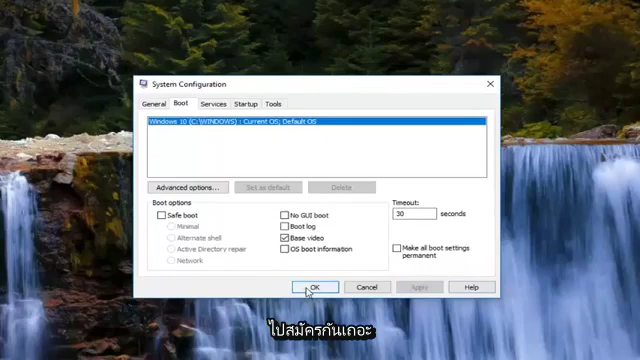 System Configuration
General Boot Services Startup Tools
Windows 10 (C:\WINDOWS) : Current OS; Default OS
Advanced options... Set as default Delete
Boot options
Safe boot
Minimal
Alternate shell
Active Directory repair
Network
No GUI boot
Boot log
Base video
OS boot information
Timeout:
30 seconds
Make all boot settings
permanent
OK Cancel Apply Help
ไปสมัครกันเถอะ